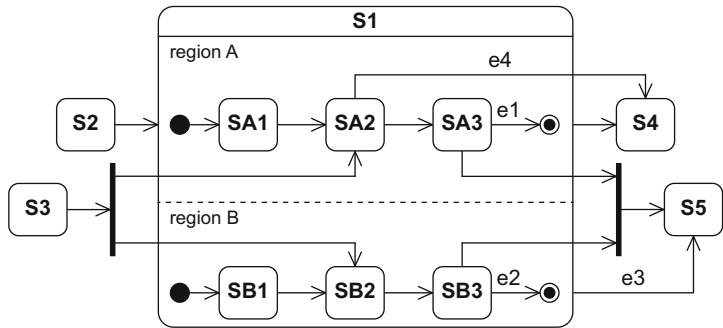 S1
region A
e4
S2
SA1
SA2
SA3
e1
S4
S3
S5
region B
SB1
SB2
SB3
e2
e3